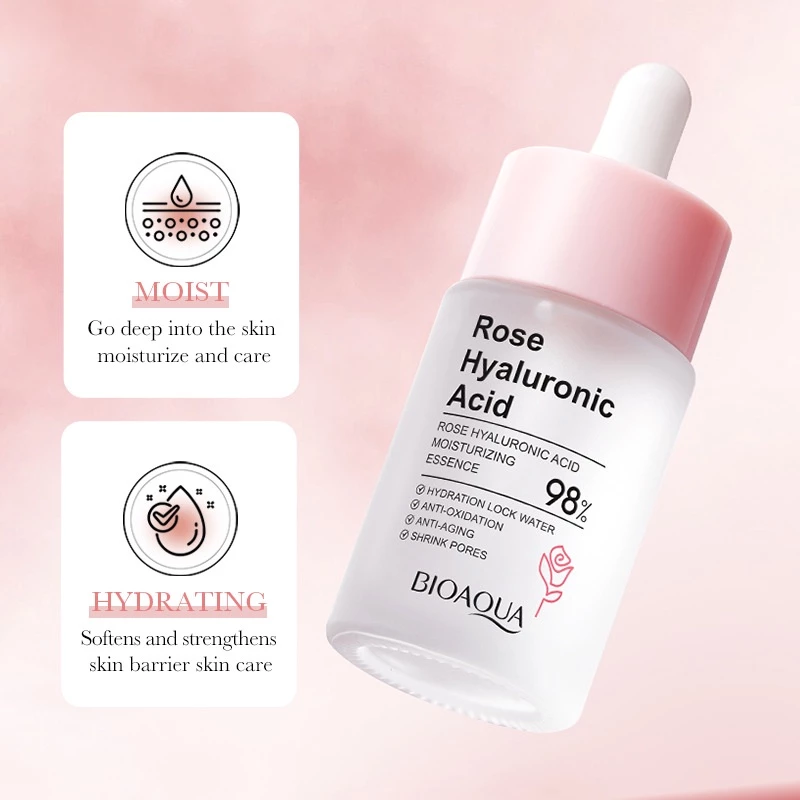 MOIST
Go deep into the skin
moisturize and care
HYDRATING
Softens and strengthens
skin barrier skin care
Rose
Hyaluronic
Acid
ROSE HYALURONIC ACID
MOISTURIZING
ESSENCE
98%
HYDRATION LOCK WATER
ANTI-OXIDATION
ANTI-AGING
SHRINK PORES
BIOAQUA